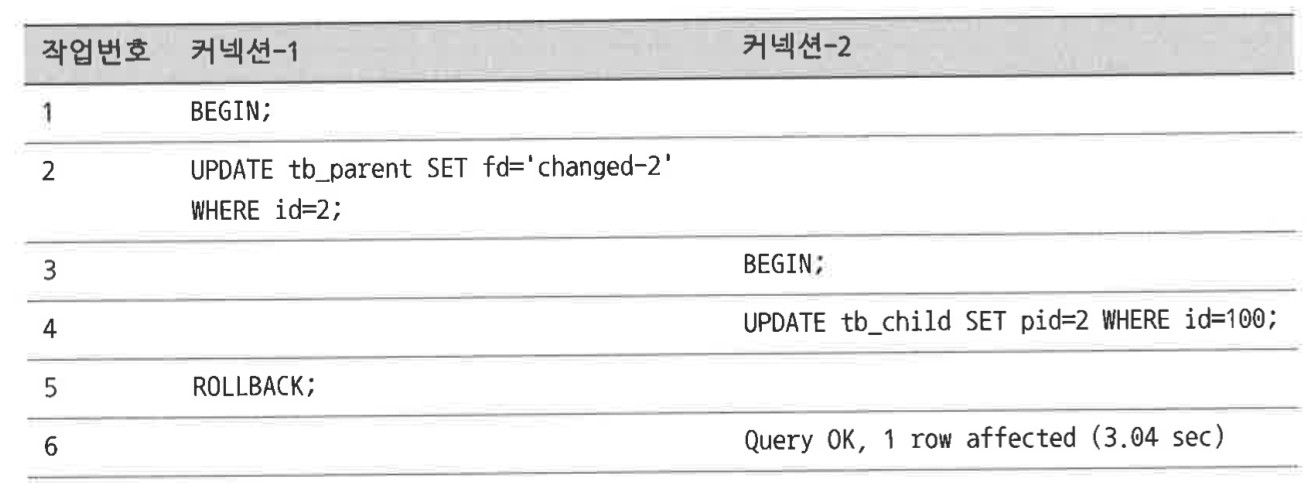 작업번호 커넥션-1 커넥션-2
1 BEGIN;
2 UPDATE tb_parent SET fd='changed-2'
WHERE id=2;
3 BEGIN;
4 UPDATE tb_child SET pid=2 WHERE id=100;
5 ROLLBACK;
6 Query OK, 1 row affected (3.04 sec)